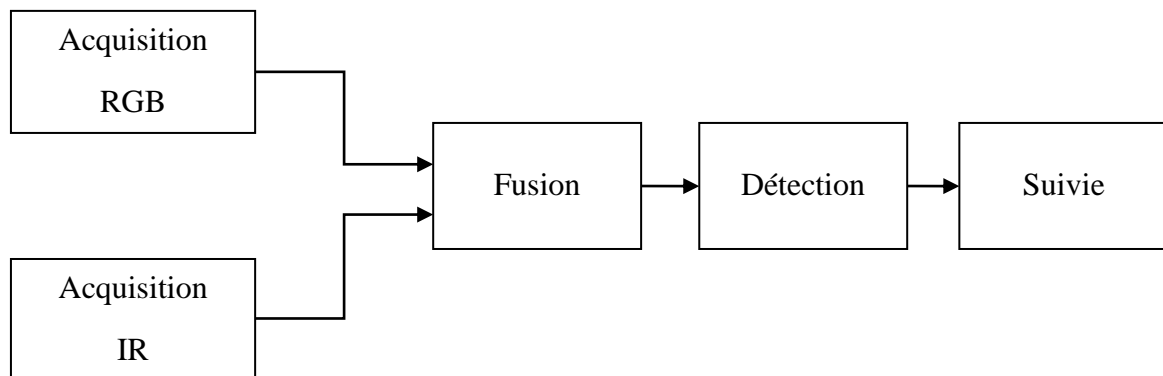 Acquisition
RGB
Fusion
Détection
Suivie
Acquisition
IR